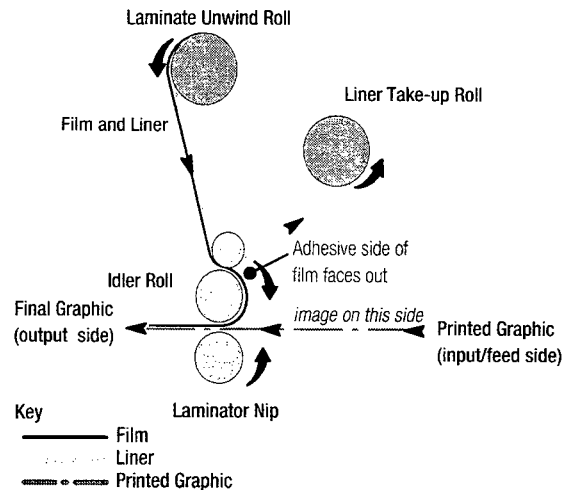 Laminate Unwind Roll
Liner Take-up Roll
Film and Liner
Adhesive side of
film faces out
Idler Roll
Final Graphic
(output side)
image on this side
Printed Graphic
(input/feed side)
Laminator Nip
Key
Film
Liner
Printed Graphic